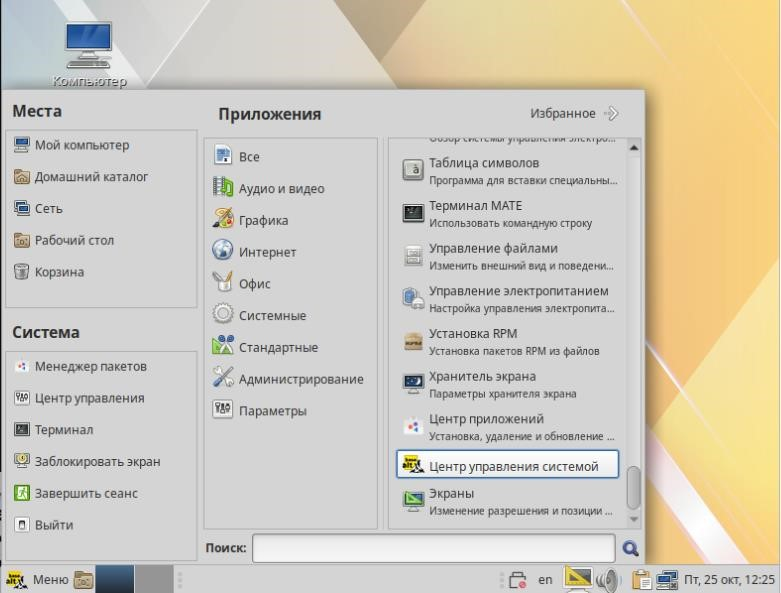 Компьютер
Места
Мой компьютер
Домашний каталог
Сеть
Рабочий стол
Корзина
Система
Менеджер пакетов
Центр управления
Терминал
Заблокировать экран
Завершить сеанс
Выйти
Приложения
Избранное
Все
Аудио и видео
Графика
Интернет
Офис
Системные
Стандартные
Администрирование
Параметры
Обзор системы управления электро...
Таблица символов
Программа для вставки специальны...
Терминал MATE
Использовать командную строку
Управление файлами
Изменить внешний вид и поведени...
Управление электропитанием
Настройка управления электропита...
Установка RPM
Установка пакетов RPM из файлов
Хранитель экрана
Параметры хранителя экрана
Центр приложений
Установка, удаление и обновление ...
Центр управления системой
Экраны
Изменение разрешения и позиции ...
Поиск:
Меню
en
Пт, 25 окт, 12:25